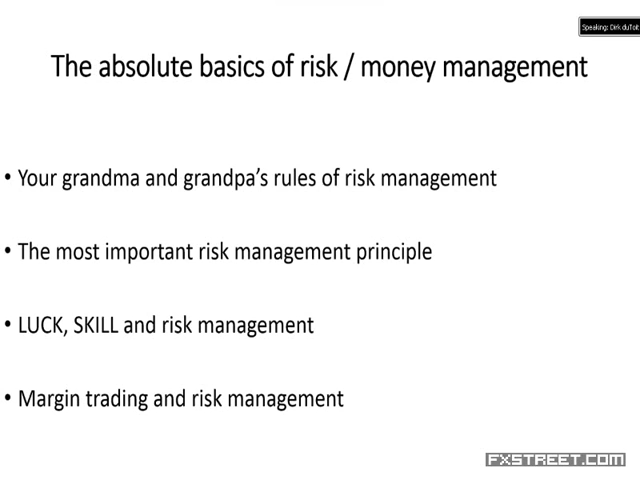 Speaking: Dirk duToit
The absolute basics of risk / money management
• Your grandma and grandpa's rules of risk management
• The most important risk management principle
• LUCK, SKILL and risk management
• Margin trading and risk management
FXSTREET.COM